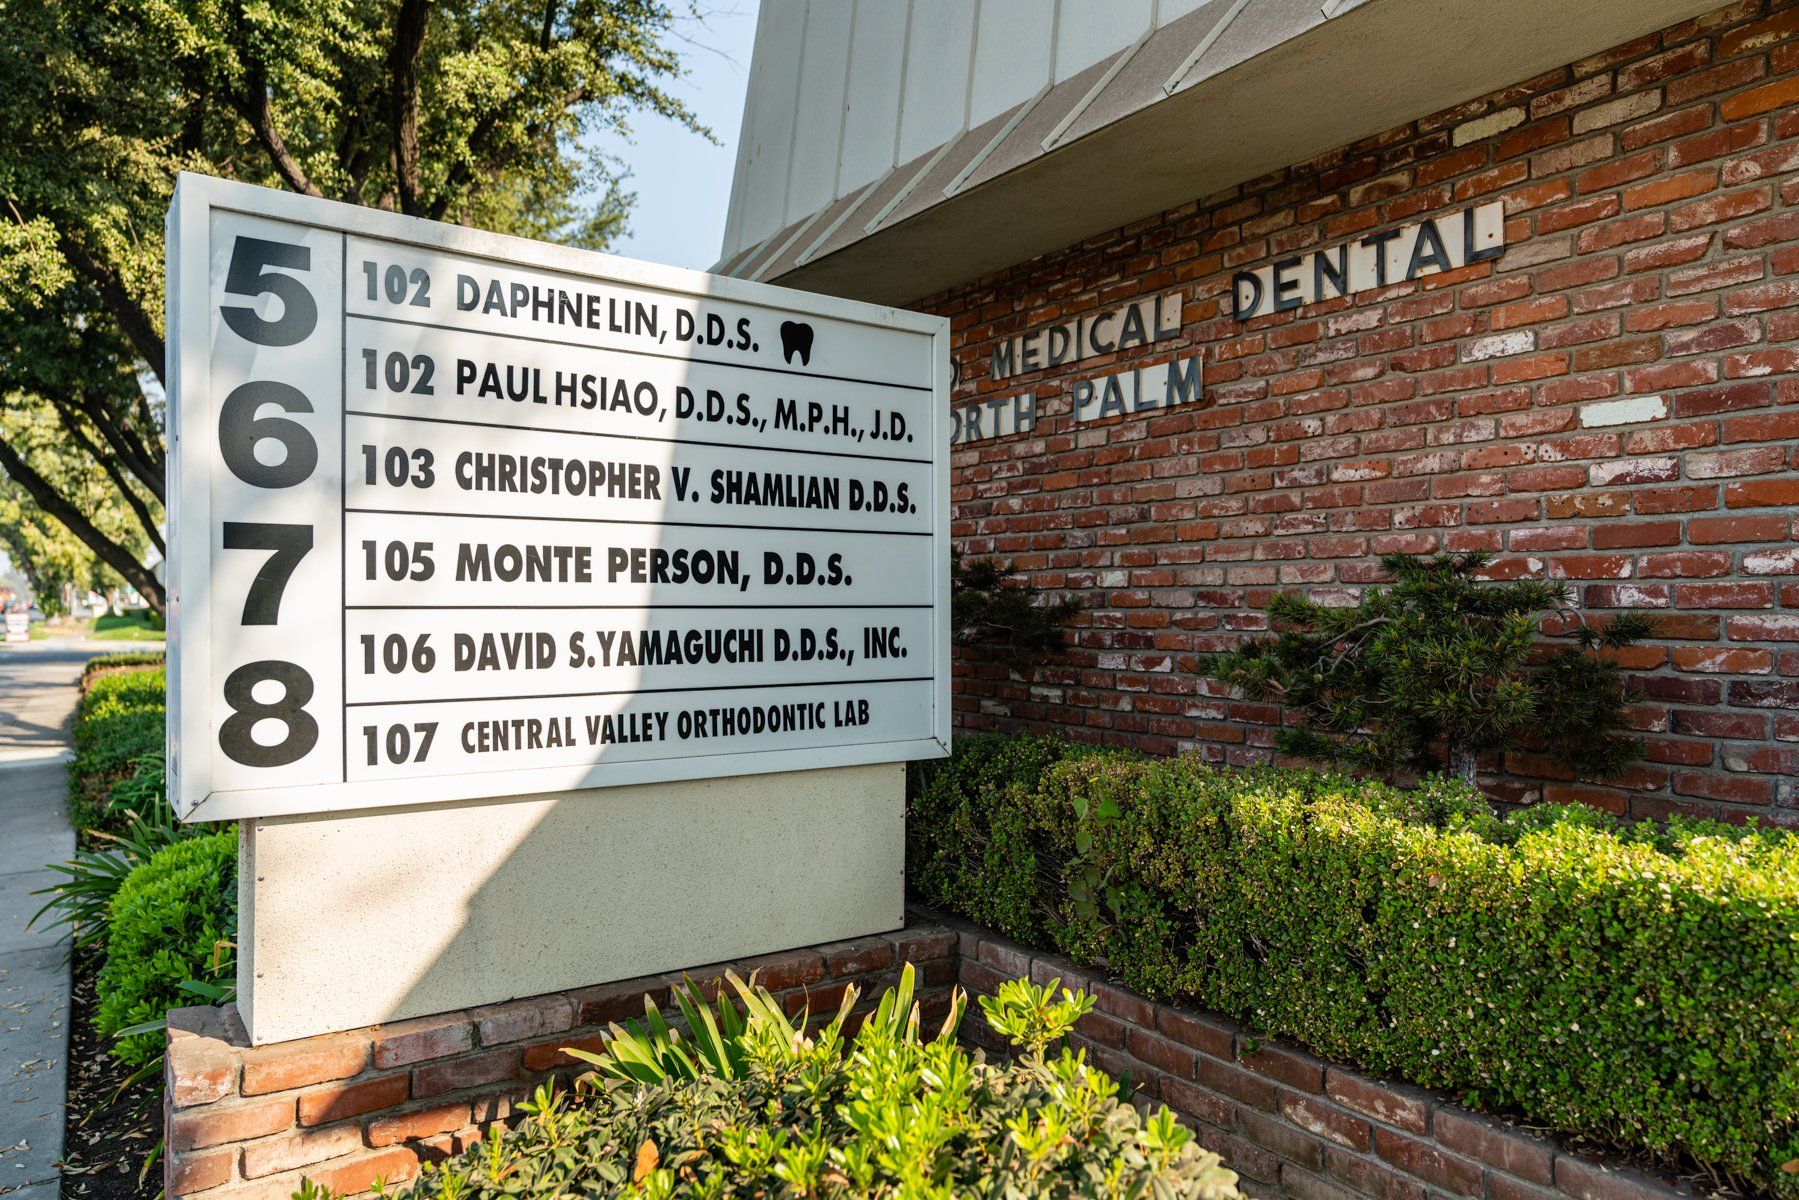 5678
102 DAPHNE LIN, D.D.S.
102 PAUL HSIAO, D.D.S., M.P.H., J.D.
103 CHRISTOPHER V. SHAMLIAN D.D.S.
105 MONTE PERSON, D.D.S.
106 DAVID S. YAMAGUCHI D.D.S., INC.
107 CENTRAL VALLEY ORTHODONTIC LAB
MEDICAL DENTAL
PALM